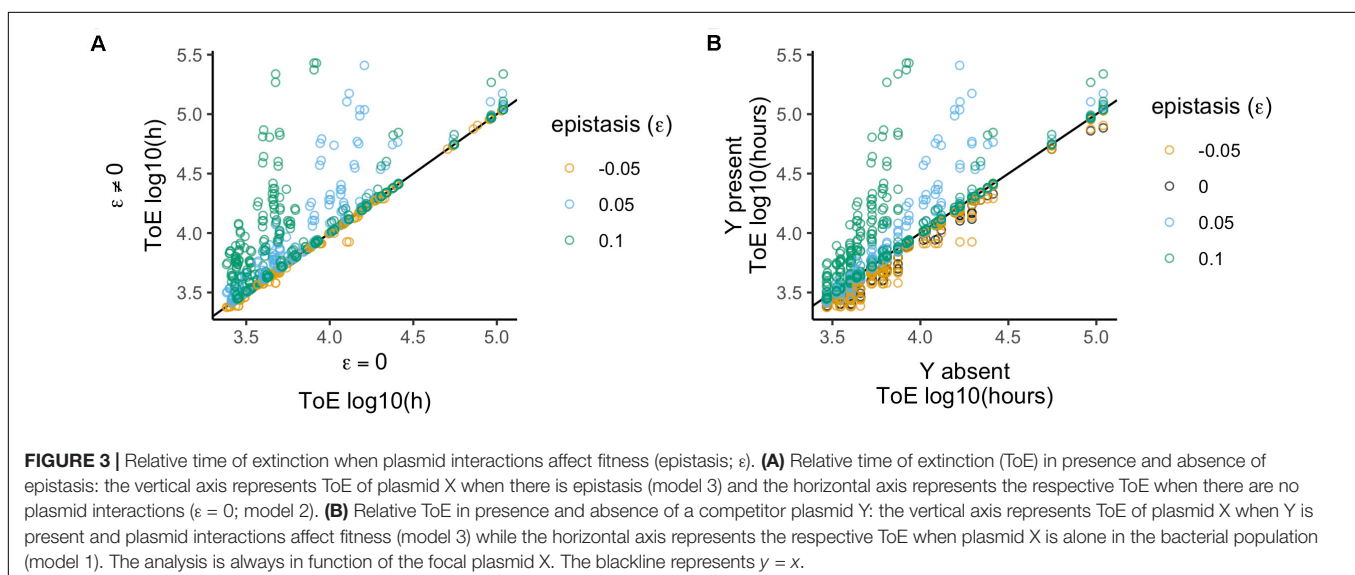 A
ε ≠ 0
ToE log10(h)
5.5
5.0
4.5
4.0
3.5
3.5 4.0 4.5 5.0
ε = 0
ToE log10(h)
epistasis (ε)
-0.05
0.05
0.1
B
Y present
ToE log10(hours)
5.5
5.0
4.5
4.0
3.5
3.5 4.0 4.5 5.0
Y absent
ToE log10(hours)
epistasis (ε)
-0.05
0
0.05
0.1
FIGURE 3 | Relative time of extinction when plasmid interactions affect fitness (epistasis; ε). (A) Relative time of extinction (ToE) in presence and absence of
epistasis: the vertical axis represents ToE of plasmid X when there is epistasis (model 3) and the horizontal axis represents the respective ToE when there are no
plasmid interactions (ε = 0; model 2). (B) Relative ToE in presence and absence of a competitor plasmid Y: the vertical axis represents ToE of plasmid X when Y is
present and plasmid interactions affect fitness (model 3) while the horizontal axis represents the respective ToE when plasmid X is alone in the bacterial population
(model 1). The analysis is always in function of the focal plasmid X. The blackline represents y = x.